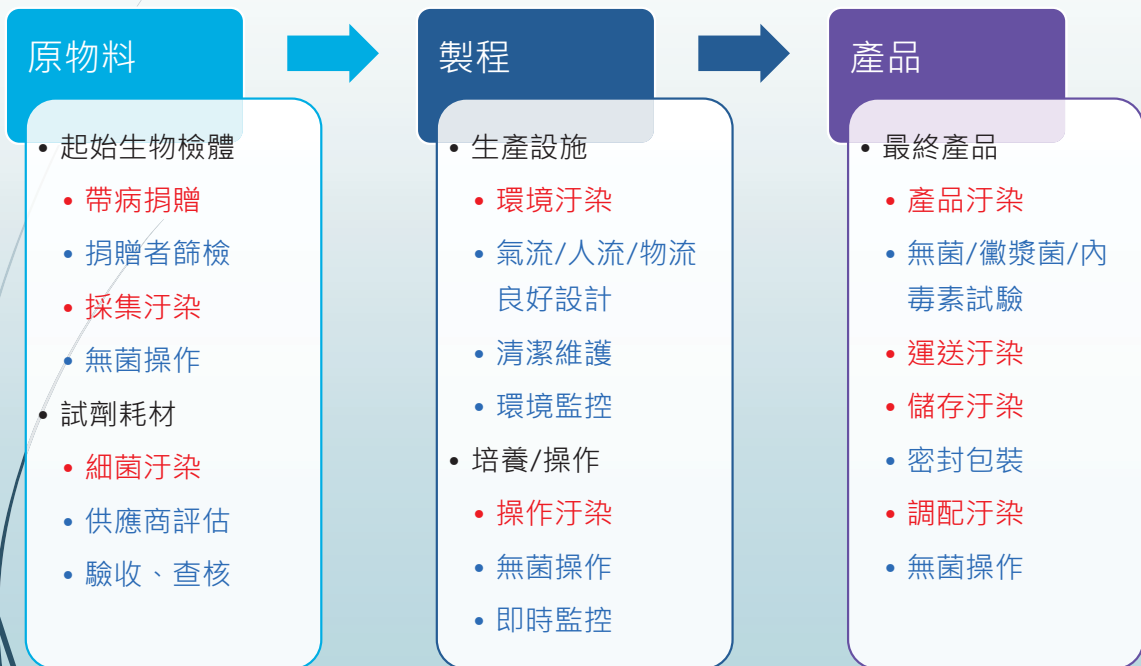 原物料
• 起始生物檢體
• 帶病捐贈
• 捐贈者篩檢
• 採集汙染
• 無菌操作
• 試劑耗材
• 細菌汙染
• 供應商評估
• 驗收、查核
製程
• 生產設施
• 環境汙染
• 氣流/人流/物流
良好設計
• 清潔維護
• 環境監控
• 培養/操作
• 操作汙染
• 無菌操作
• 即時監控
產品
• 最終產品
• 產品汙染
• 無菌/黴漿菌/內
毒素試驗
• 運送汙染
• 儲存汙染
• 密封包裝
• 調配汙染
• 無菌操作